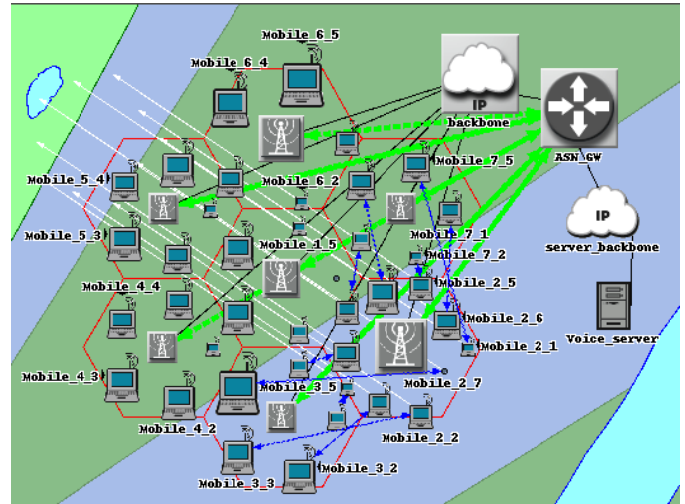 Mobile_6_5
Mobile_6_4
IP
backbone
ASN_GW
Mobile_7_5
Mobile_5_4
Mobile_6_2
IP
Mobile_5_3
Mobile_1_5
Mobile_7_1
server_backbone
Mobile_7_2
Mobile_4_4
Mobile_2_5
Mobile_2_6
Voice_server
Mobile_2_1
Mobile_4_3
Mobile_3_5
Mobile_2_7
Mobile_4_2
Mobile_2_2
Mobile_3_2
Mobile_3_3